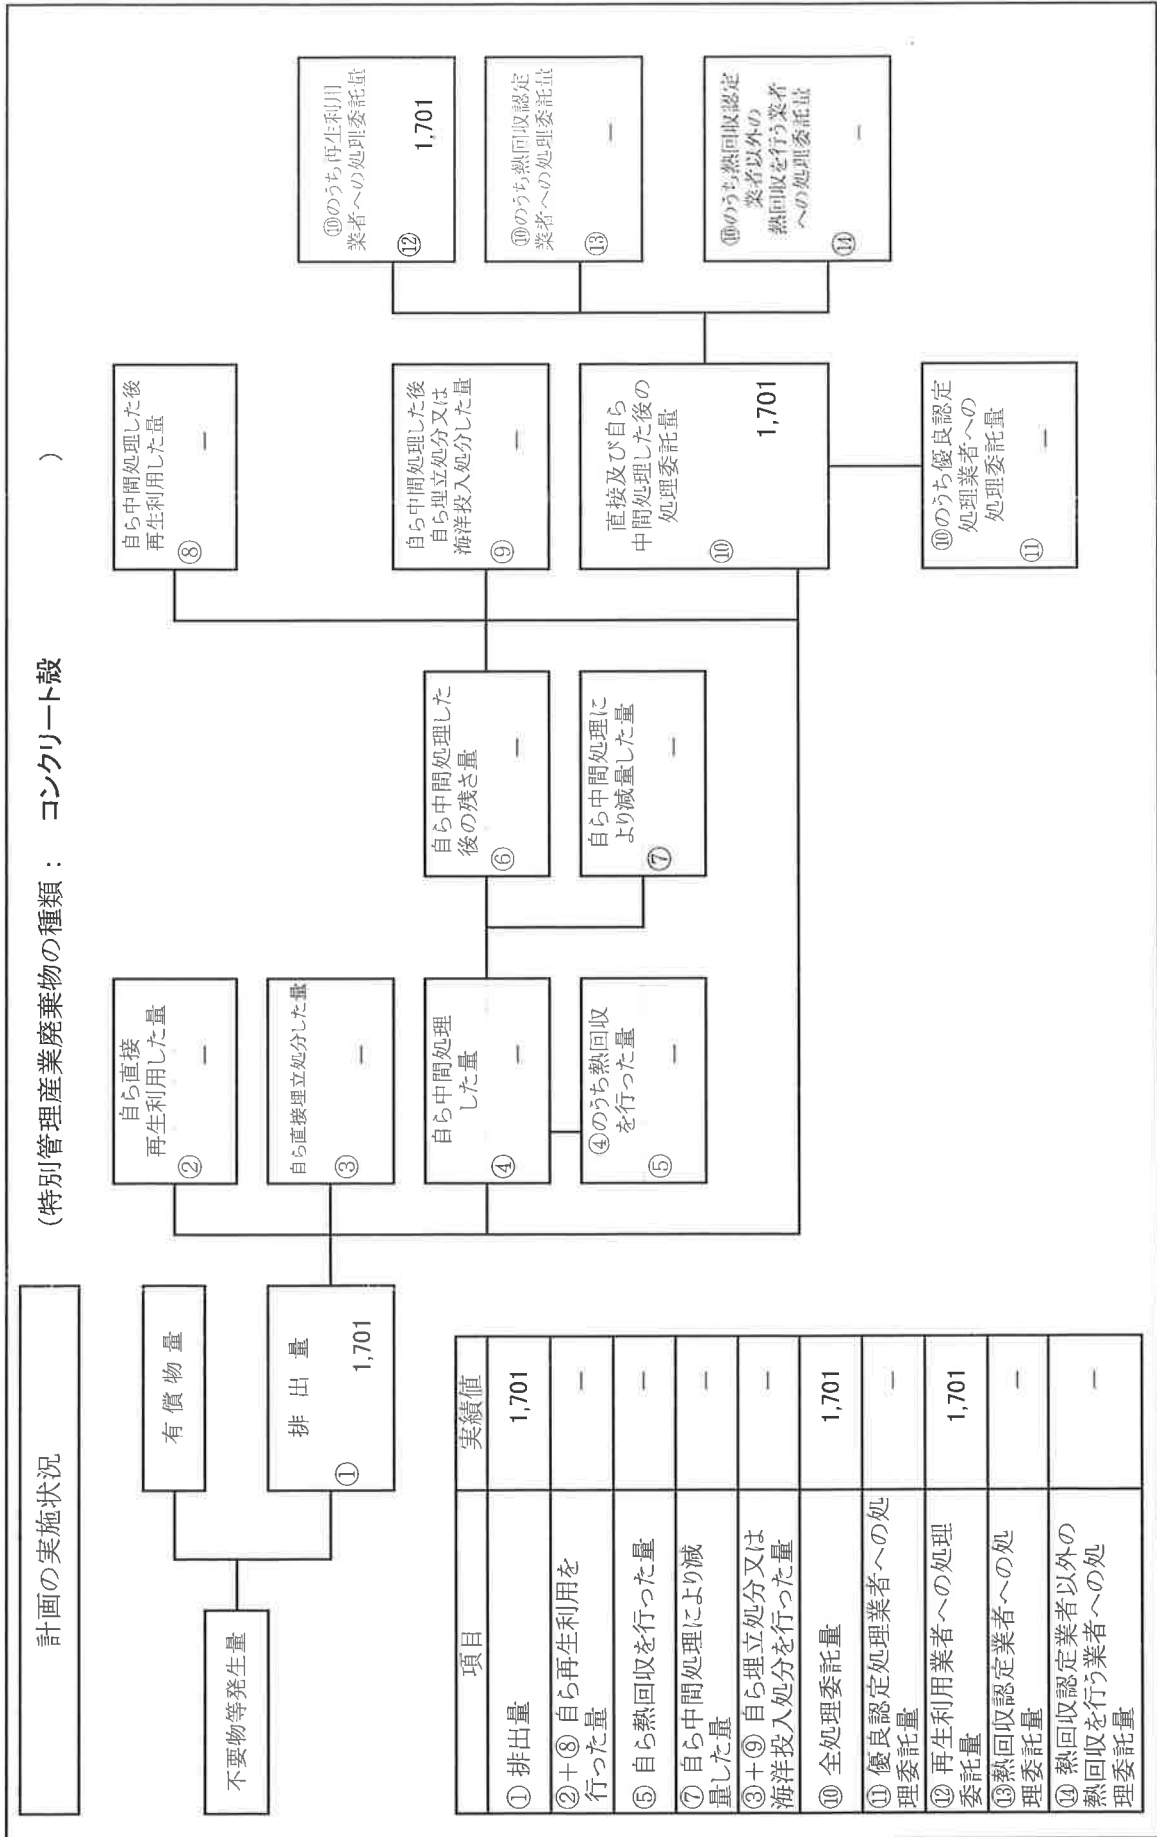 計画の実施状況
(特別管理産業廃棄物の種類： コンクリート殻 )
不要物等発生量
有償物量
排出量
①
1,701
自ら直接
再生利用した量
②
－
自ら直接埋立処分した量
③
－
自ら中間処理
した量
④
－
④のうち熱回収
を行った量
⑤
－
自ら中間処理した
後の残さ量
⑥
－
自ら中間処理に
より減量した量
⑦
－
自ら中間処理した後
再生利用した量
⑧
－
自ら中間処理した後
自ら埋立処分又は
海洋投入処分した量
⑨
－
直接及び自ら
中間処理した後の
処理委託量
⑩
1,701
⑩のうち優良認定
処理業者への
処理委託量
⑪
－
⑩のうち再生利用
業者への処理委託量
⑫
1,701
⑩のうち熱回収認定
業者への処理委託量
⑬
－
⑩のうち熱回収認定
業者以外の
熱回収を行う業者
への処理委託量
⑭
－
項目 実績値
① 排出量 1,701
②＋⑧ 自ら再生利用を
行った量 －
⑤ 自ら熱回収を行った量 －
⑦ 自ら中間処理により減
量した量 －
③＋⑨ 自ら埋立処分又は
海洋投入処分を行った量 －
⑩ 全処理委託量 1,701
⑪ 優良認定処理業者への処
理委託量 －
⑫ 再生利用業者への処理
委託量 1,701
⑬熱回収認定業者への処
理委託量 －
⑭ 熱回収認定業者以外の
熱回収を行う業者への処
理委託量 －